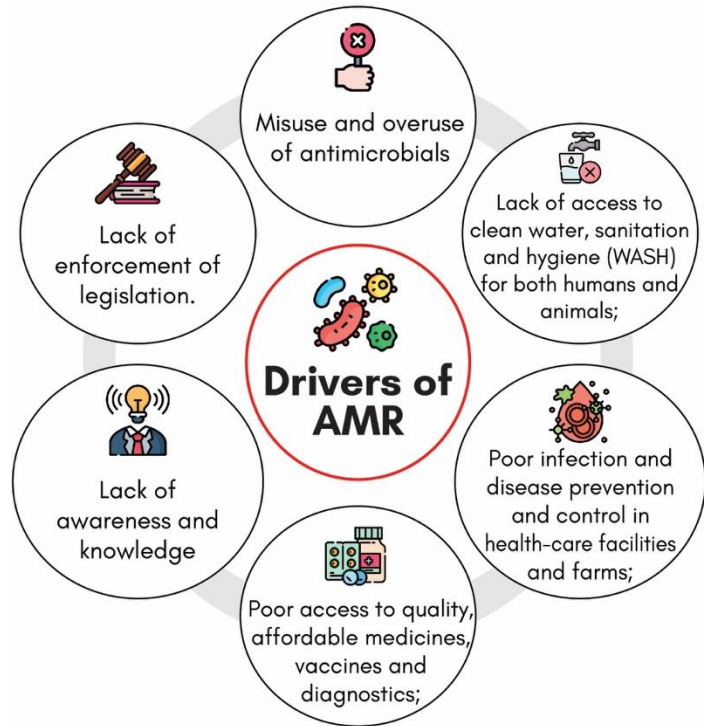 Misuse and overuse
of antimicrobials
Lack of access to
clean water, sanitation
and hygiene (WASH)
for both humans and
animals;
Poor infection and
disease prevention
and control in
health-care facilities
and farms;
Poor access to quality,
affordable medicines,
vaccines and
diagnostics;
Lack of
awareness and
knowledge
Lack of
enforcement of
legislation.
Drivers of
AMR